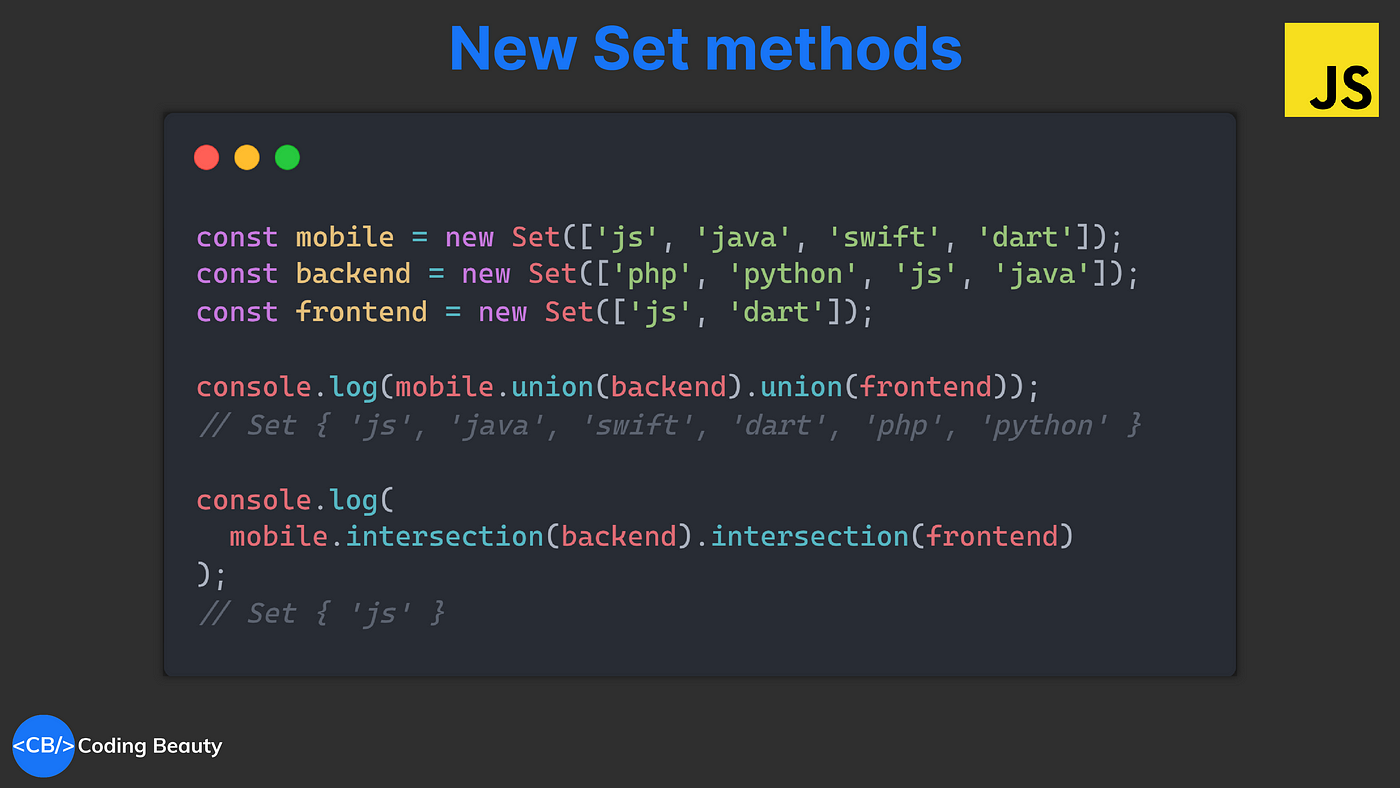 New Set methods
JS
const mobile = new Set(['js', 'java', 'swift', 'dart']);
const backend = new Set(['php', 'python', 'js', 'java']);
const frontend = new Set(['js', 'dart']);
console.log(mobile.union(backend).union(frontend));
// Set { 'js', 'java', 'swift', 'dart', 'php', 'python' }
console.log(
  mobile.intersection(backend).intersection(frontend)
);
// Set { 'js' }
<CB/> Coding Beauty